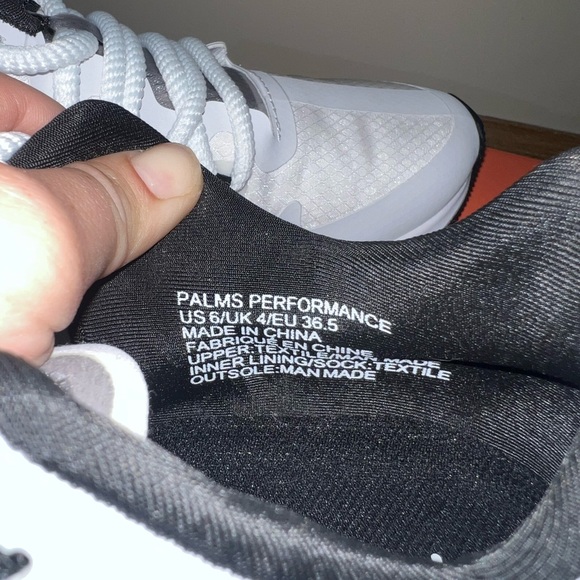 PALMS PERFORMANCE
US 6/UK 4/EU 36.5
MADE IN CHINA
FABRIQUÉ EN CHINE
UPPER:TEXTILE/ MADE
INNER LINING/SOCK:TEXTILE
OUTSOLE:MAN MADE